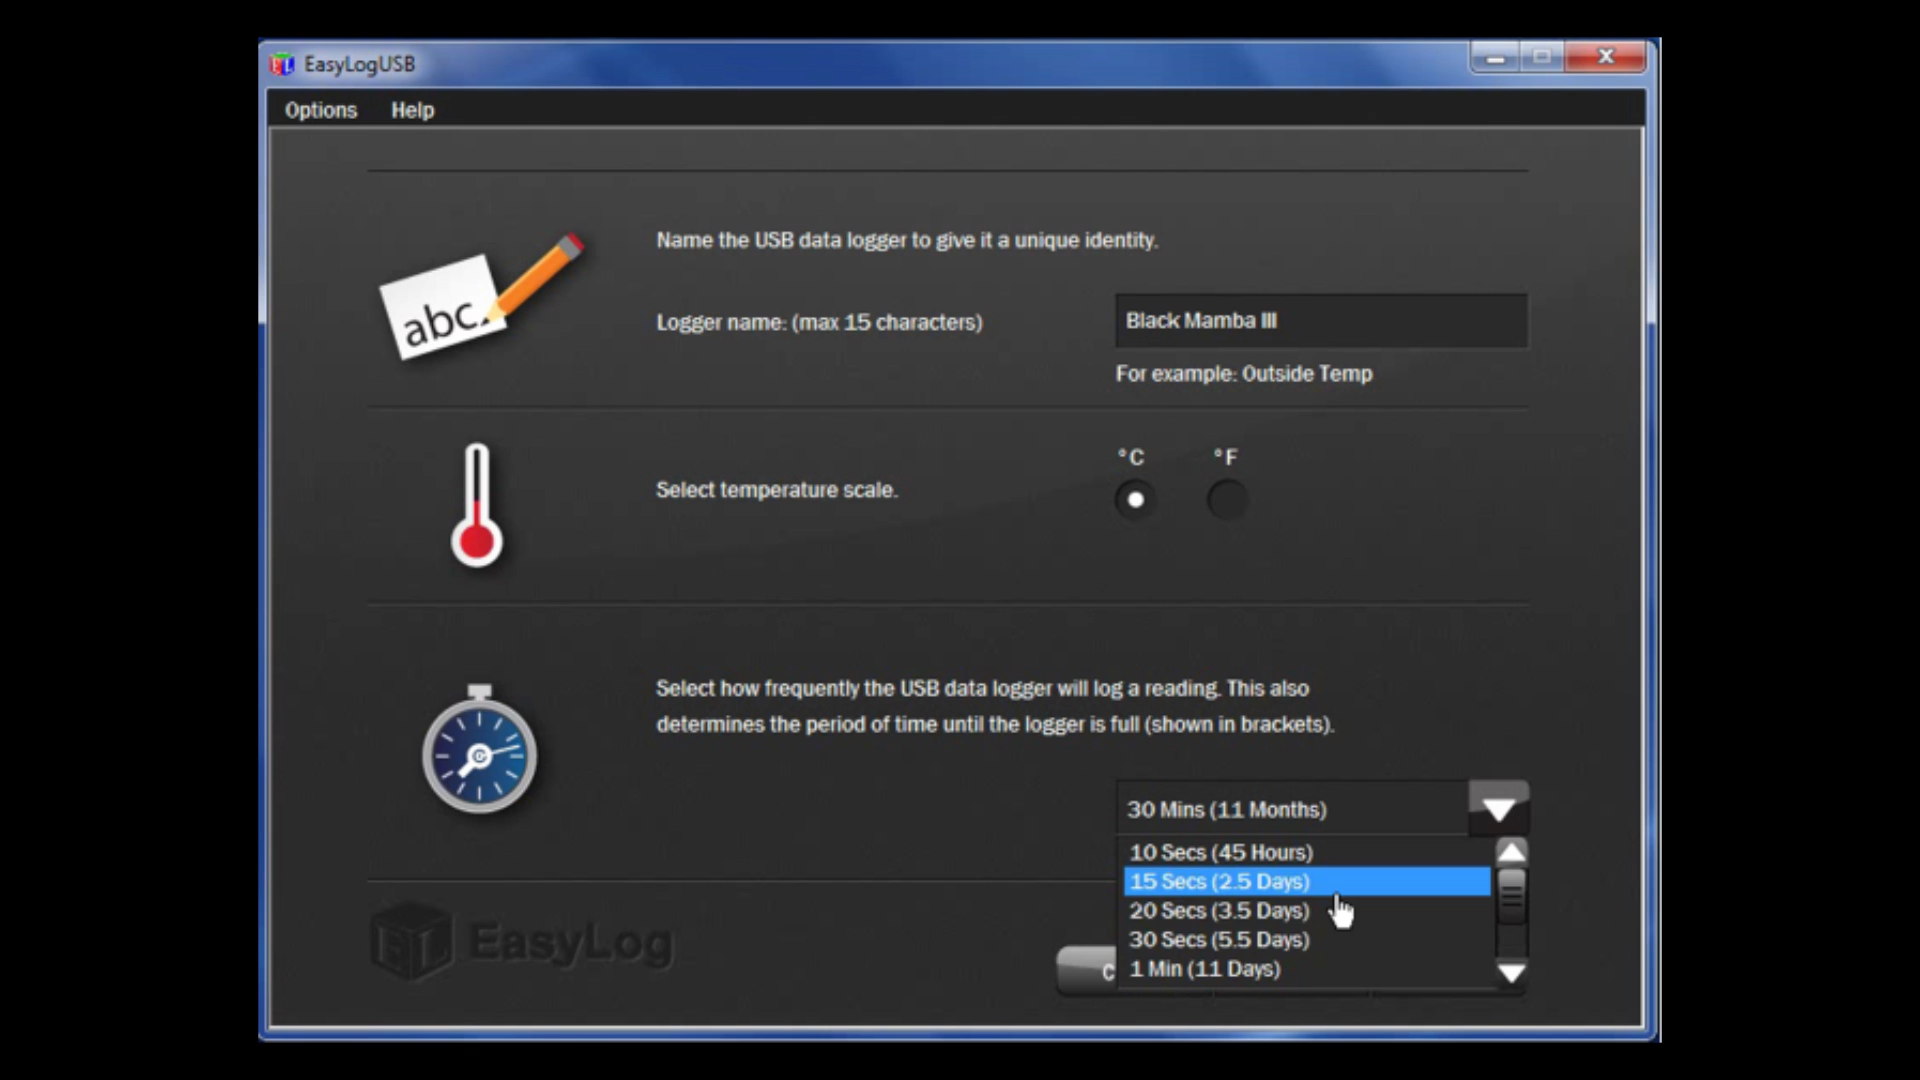 EasyLogUSB
Options Help
Name the USB data logger to give it a unique identity.
abc
Logger name: (max 15 characters)
Black Mamba III
For example: Outside Temp
°C °F
Select temperature scale.
Select how frequently the USB data logger will log a reading. This also
determines the period of time until the logger is full (shown in brackets).
30 Mins (11 Months)
10 Secs (45 Hours)
15 Secs (2.5 Days)
20 Secs (3.5 Days)
30 Secs (5.5 Days)
1 Min (11 Days)
EL EasyLog